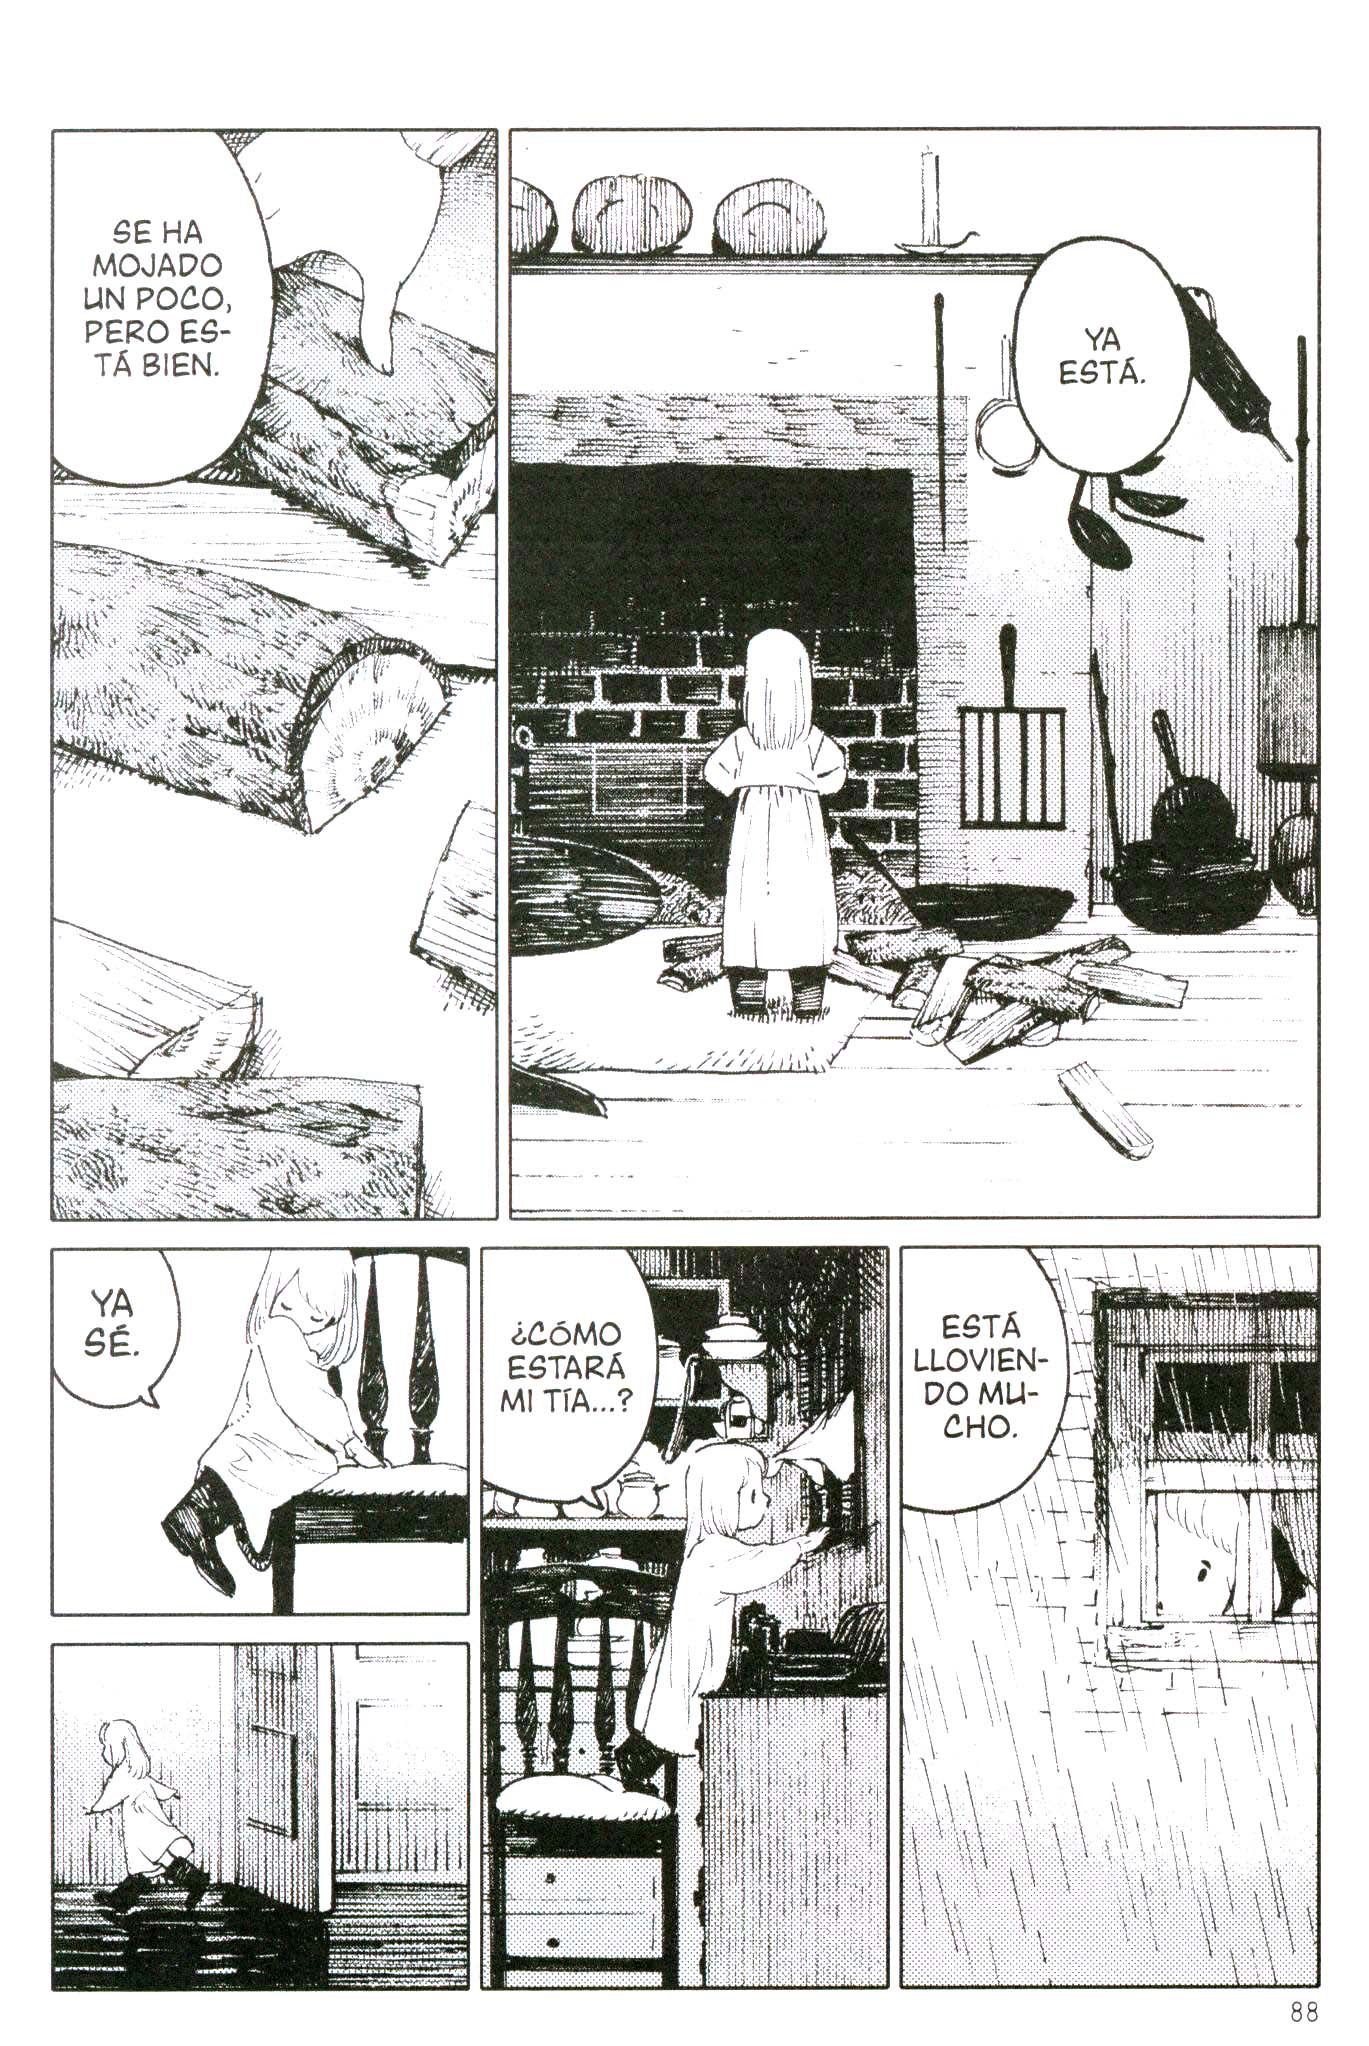 YA
ESTÁ.
SE HA
MOJADO
UN POCO,
PERO ES-
TÁ BIEN.
ESTÁ
LLOVIEN-
DO MU-
CHO.
¿CÓMO
ESTARÁ
MI TÍA...?
YA
SÉ.
88